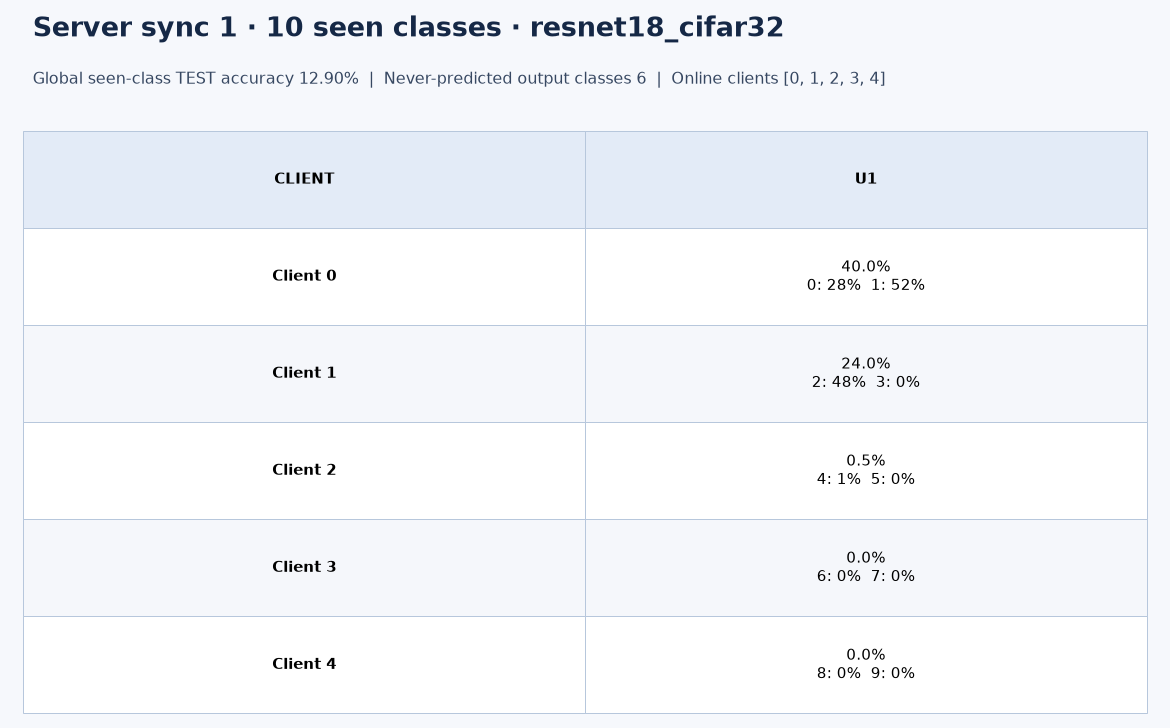 Server sync 1 · 10 seen classes · resnet18_cifar32
Global seen-class TEST accuracy 12.90%  |  Never-predicted output classes 6  |  Online clients [0, 1, 2, 3, 4]
CLIENT
U1
Client 0
40.0%
0: 28%  1: 52%
Client 1
24.0%
2: 48%  3: 0%
Client 2
0.5%
4: 1%  5: 0%
Client 3
0.0%
6: 0%  7: 0%
Client 4
0.0%
8: 0%  9: 0%